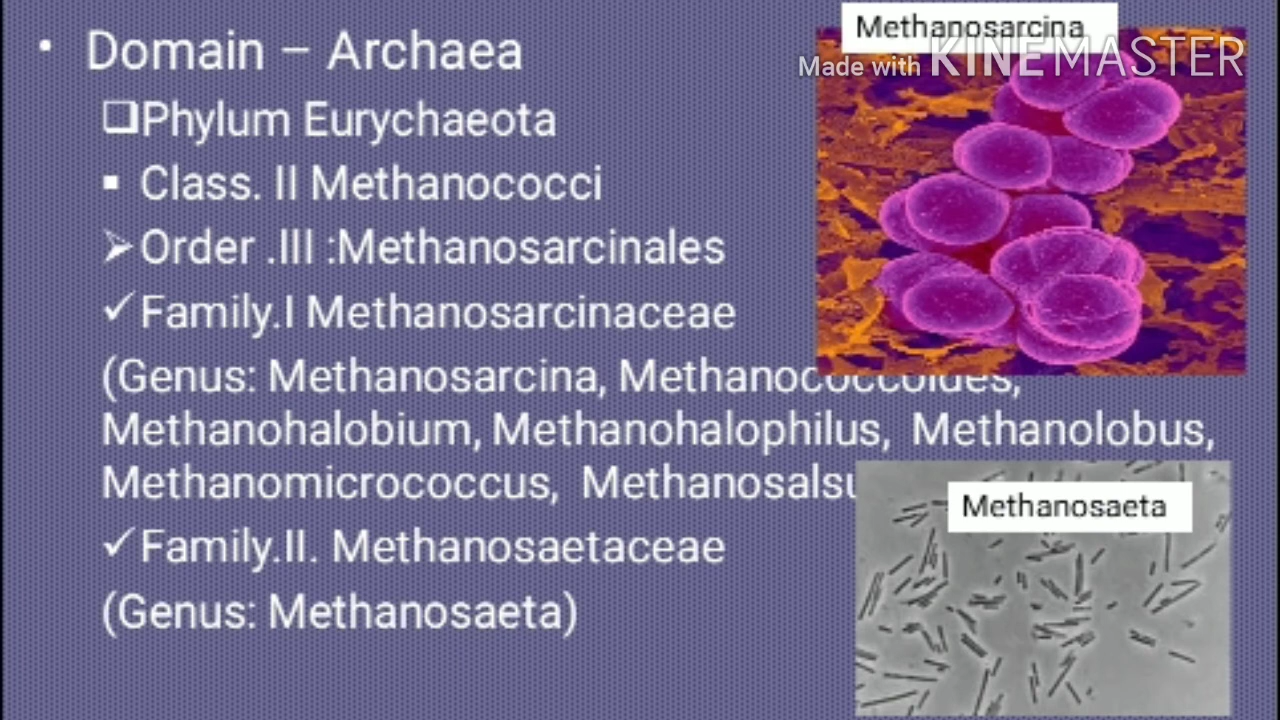 Methanosarcina
Made with KINEMASTER
• Domain – Archaea
❑Phylum Eurychaeota
▪ Class. II Methanococci
➢Order .III :Methanosarcinales
✓Family.I Methanosarcinaceae
(Genus: Methanosarcina, Methanococcoides,
Methanohalobium, Methanohalophilus, Methanolobus,
Methanomicrococcus,
✓Family.II. Methanosaetaceae
(Genus: Methanosaeta)
Methanosaeta